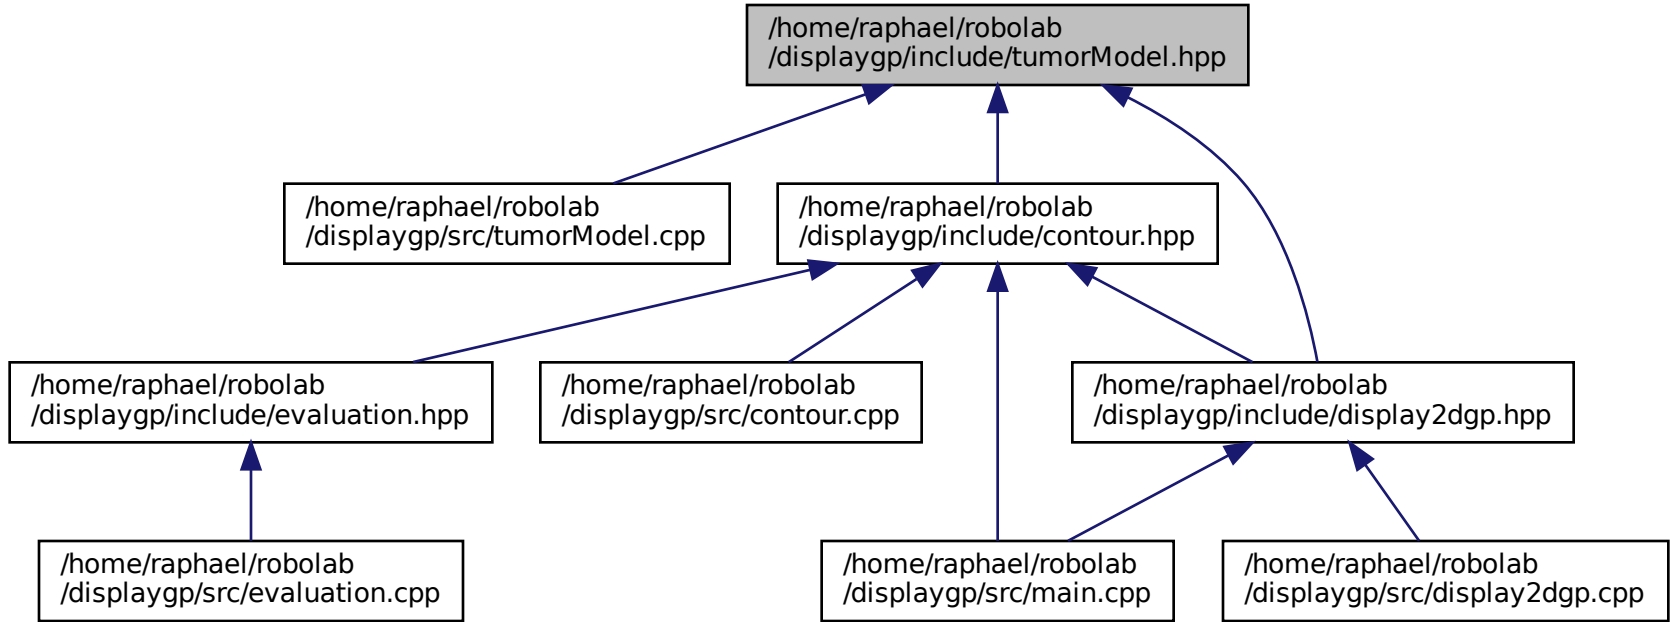 /home/raphael/robolab
/displaygp/include/tumorModel.hpp
/home/raphael/robolab
/displaygp/src/tumorModel.cpp
/home/raphael/robolab
/displaygp/include/contour.hpp
/home/raphael/robolab
/displaygp/include/evaluation.hpp
/home/raphael/robolab
/displaygp/src/contour.cpp
/home/raphael/robolab
/displaygp/include/display2dgp.hpp
/home/raphael/robolab
/displaygp/src/evaluation.cpp
/home/raphael/robolab
/displaygp/src/main.cpp
/home/raphael/robolab
/displaygp/src/display2dgp.cpp